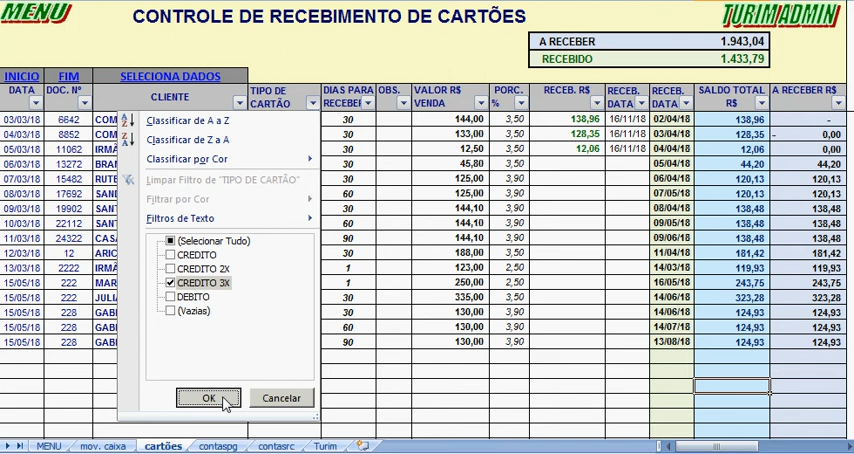 MENU
CONTROLE DE RECEBIMENTO DE CARTÕES
TURIM ADMIN
A RECEBER 1.943,04
RECEBIDO 1.433,79
INICIO FIM SELECIONA DADOS
DATA DOC. Nº CLIENTE TIPO DE CARTÃO DIAS PARA RECEBER OBS. VALOR R$ VENDA PORC. % RECEB. R$ RECEB. DATA RECEB. DATA SALDO TOTAL R$ A RECEBER R$
03/03/18 6642 COM 30 144,00 3,50 138,96 16/11/18 02/04/18 138,96 -
04/03/18 8852 COM 30 133,00 3,50 128,35 16/11/18 03/04/18 128,35 - 0,00
05/03/18 11062 IRMÃ 30 12,50 3,50 12,06 16/11/18 04/04/18 12,06 0,00
06/03/18 13272 BRAN 30 45,80 3,50 05/04/18 44,20 44,20
07/03/18 15482 RUTE 30 125,00 3,90 06/04/18 120,13 120,13
08/03/18 17692 SAND 60 125,00 3,90 07/05/18 120,13 120,13
09/03/18 19902 SANT 30 144,10 3,90 08/04/18 138,48 138,48
10/03/18 22112 SANT 60 144,10 3,90 09/05/18 138,48 138,48
11/03/18 24322 CASA 90 144,10 3,90 09/06/18 138,48 138,48
12/03/18 12 ARIC 30 188,00 3,50 11/04/18 181,42 181,42
13/03/18 2222 IRMÃ 1 123,00 2,50 14/03/18 119,93 119,93
15/05/18 222 MAR 1 250,00 2,50 16/05/18 243,75 243,75
15/05/18 222 JULIA 30 335,00 3,50 14/06/18 323,28 323,28
15/05/18 228 GABI 30 130,00 3,90 14/06/18 124,93 124,93
15/05/18 228 GABI 60 130,00 3,90 14/07/18 124,93 124,93
15/05/18 228 GABI 90 130,00 3,90 13/08/18 124,93 124,93
Classificar de A a Z
Classificar de Z a A
Classificar por Cor
Limpar Filtro de "TIPO DE CARTÃO"
Filtrar por Cor
Filtros de Texto
(Selecionar Tudo)
CREDITO
CREDITO 2X
CREDITO 3X
DEBITO
(Vazias)
OK Cancelar
MENU mov. caixa cartões contaspg contasrc Turim